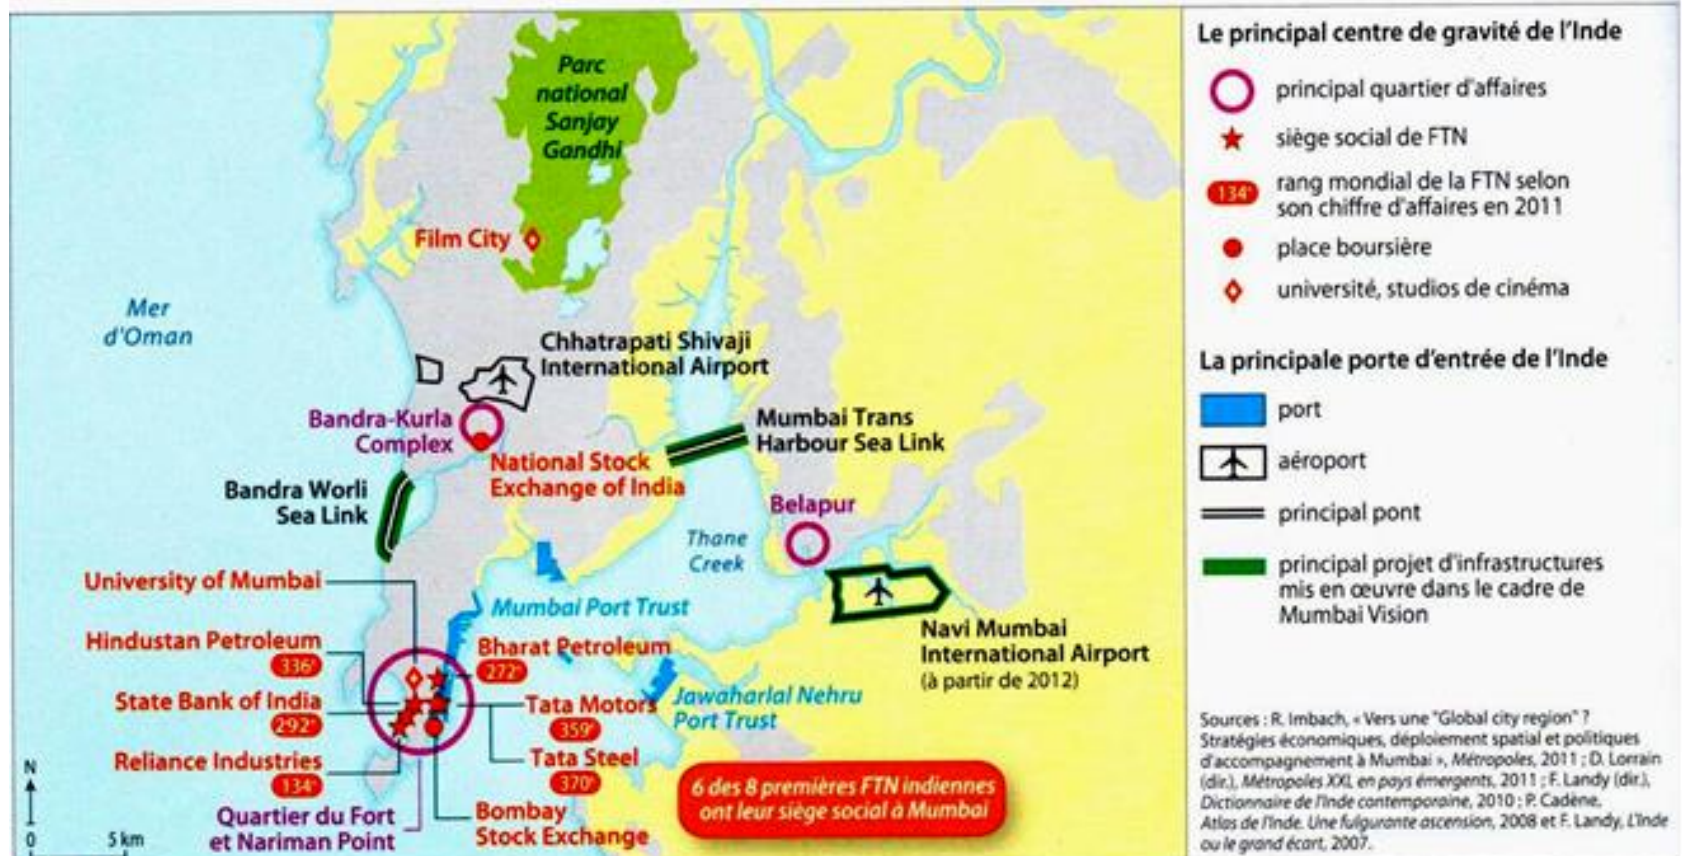 Parc
national
Sanjay
Gandhi
Film City
Mer
d'Oman
Chhatrapati Shivaji
International Airport
Bandra-Kurla
Complex
National Stock
Exchange of India
Mumbai Trans
Harbour Sea Link
Bandra Worli
Sea Link
Belapur
Thane
Creek
University of Mumbai
Mumbai Port Trust
Hindustan Petroleum
336e
Bharat Petroleum
272e
State Bank of India
292e
Tata Motors
359e
Reliance Industries
134e
Tata Steel
370e
Quartier du Fort
et Nariman Point
Bombay
Stock Exchange
Jawaharlal Nehru
Port Trust
Navi Mumbai
International Airport
(à partir de 2012)
6 des 8 premières FTN indiennes
ont leur siège social à Mumbai
N
0 5 km
Le principal centre de gravité de l'Inde
principal quartier d'affaires
siège social de FTN
134e
rang mondial de la FTN selon
son chiffre d'affaires en 2011
place boursière
université, studios de cinéma
La principale porte d'entrée de l'Inde
port
aéroport
principal pont
principal projet d'infrastructures
mis en œuvre dans le cadre de
Mumbai Vision
Sources : R. Imbach, « Vers une "Global city region" ?
Stratégies économiques, déploiement spatial et politiques
d'accompagnement à Mumbai », Métropoles, 2011 ; D. Lorrain
(dir.), Métropoles XXL en pays émergents, 2011 ; F. Landy (dir.),
Dictionnaire de l'Inde contemporaine, 2010 ; P. Cadène,
Atlas de l'Inde. Une fulgurante ascension, 2008 et F. Landy, L'Inde
ou le grand écart, 2007.